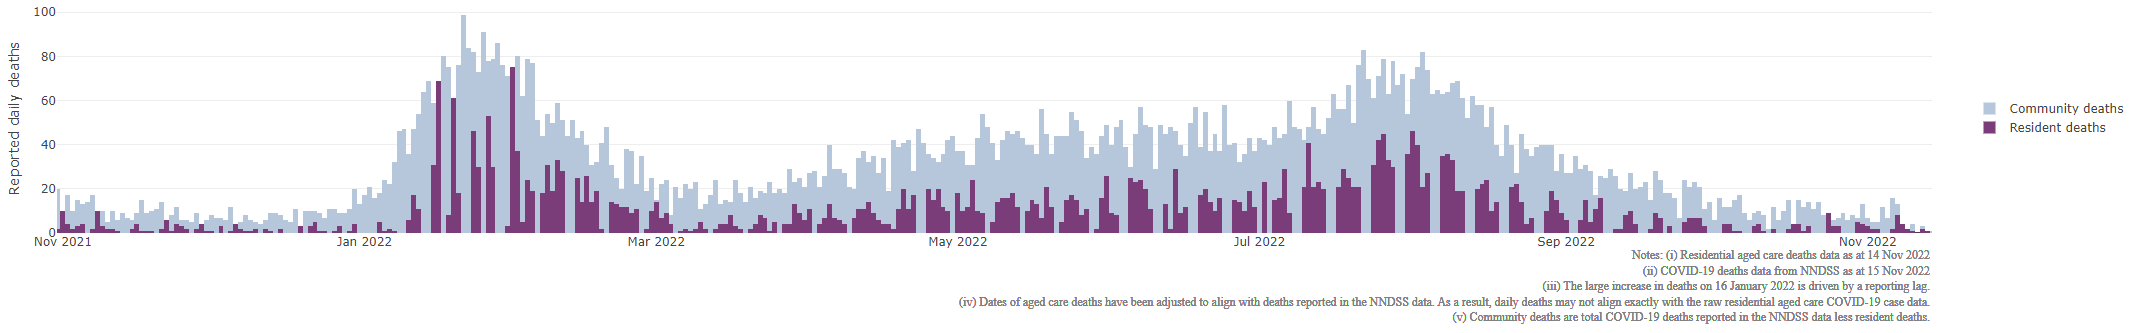 100
80
60
40
20
0
Reported daily deaths
Nov 2021
Jan 2022
Mar 2022
May 2022
Jul 2022
Sep 2022
Nov 2022
Community deaths
Resident deaths
Notes: (i) Residential aged care deaths data as at 14 Nov 2022
(ii) COVID-19 deaths data from NNDSS as at 15 Nov 2022
(iii) The large increase in deaths on 16 January 2022 is driven by a reporting lag.
(iv) Dates of aged care deaths have been adjusted to align with deaths reported in the NNDSS data. As a result, daily deaths may not align exactly with the raw residential aged care COVID-19 case data.
(v) Community deaths are total COVID-19 deaths reported in the NNDSS data less resident deaths.